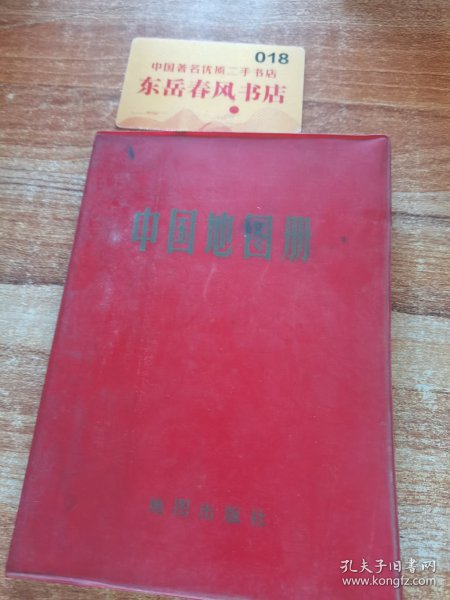 018
中国著名优质二手书店
东岳春风书店
中国地图册
地图出版社
孔夫子旧书网
www.kongfz.com